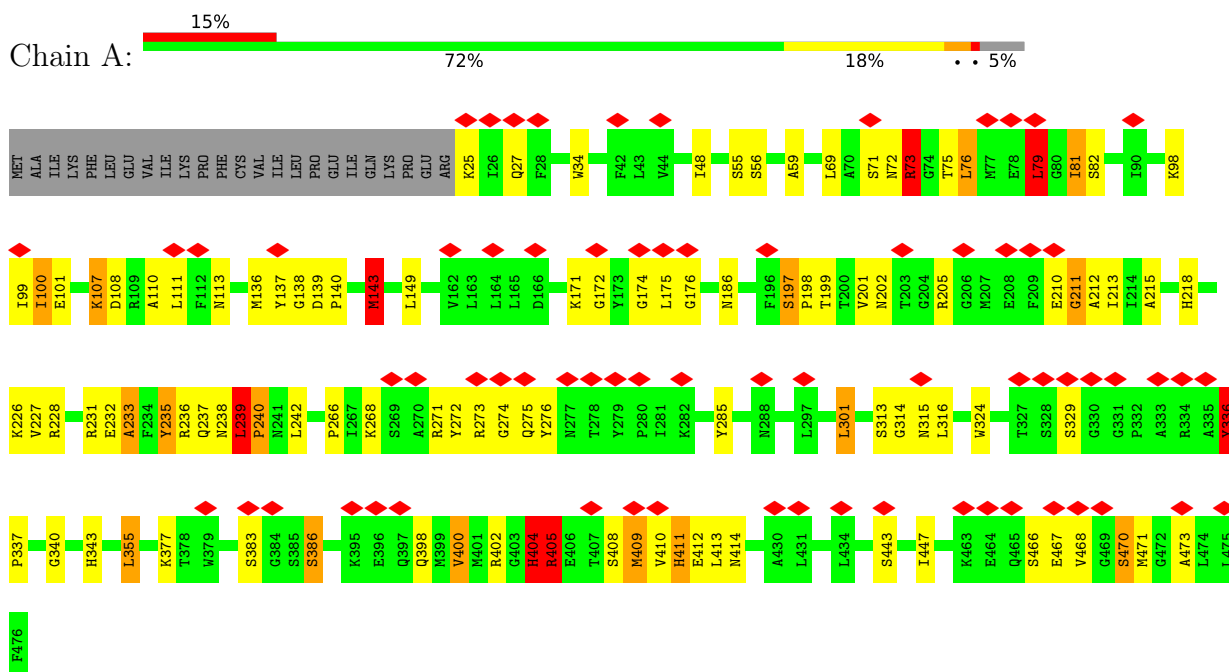 15%
Chain A:
72% 18% • • 5%
MET ALA ILE LYS PHE LEU GLU VAL ILE LYS PRO PHE CYS VAL ILE LEU PRO GLU ILE GLN LYS PRO GLU ARG K25 I26 Q27 F28 W34 F42 L43 V44 I48 S55 S56 A59 L69 A70 S71 N72 R73 G74 T75 L76 M77 E78 L79 G80 I81 S82 I90 K98
I99 I100 E101 K107 D108 R109 A110 L111 F112 N113 M136 Y137 G138 D139 P140 M143 L149 V162 L163 L164 L165 D166 K171 G172 Y173 G174 L175 G176 N186 F196 S197 P198 T199 T200 V201 N202 T203 G204 R205 G206 M207 E208 F209 E210 G211 A212 I213 I214 A215 H218
K226 V227 R228 R231 E232 A233 F234 Y235 R236 Q237 N238 L239 P240 N241 L242 P266 I267 K268 S269 A270 R271 Y272 R273 G274 Q275 Y276 N277 T278 Y279 P280 I281 K282 Y285 N288 L297 L301 S313 G314 N315 L316 W324 T327 S328 S329 G330 G331 P332 A333 R334 A335 Y336
P337 G340 H343 L355 K377 T378 W379 S383 G384 S385 S386 K395 E396 Q397 Q398 M399 V400 M401 R402 G403 H404 R405 E406 T407 S408 M409 V410 H411 E412 L413 N414 A430 L431 L434 S443 I447 K463 E464 Q465 S466 E467 V468 G469 S470 M471 G472 A473 L474 L475
F476